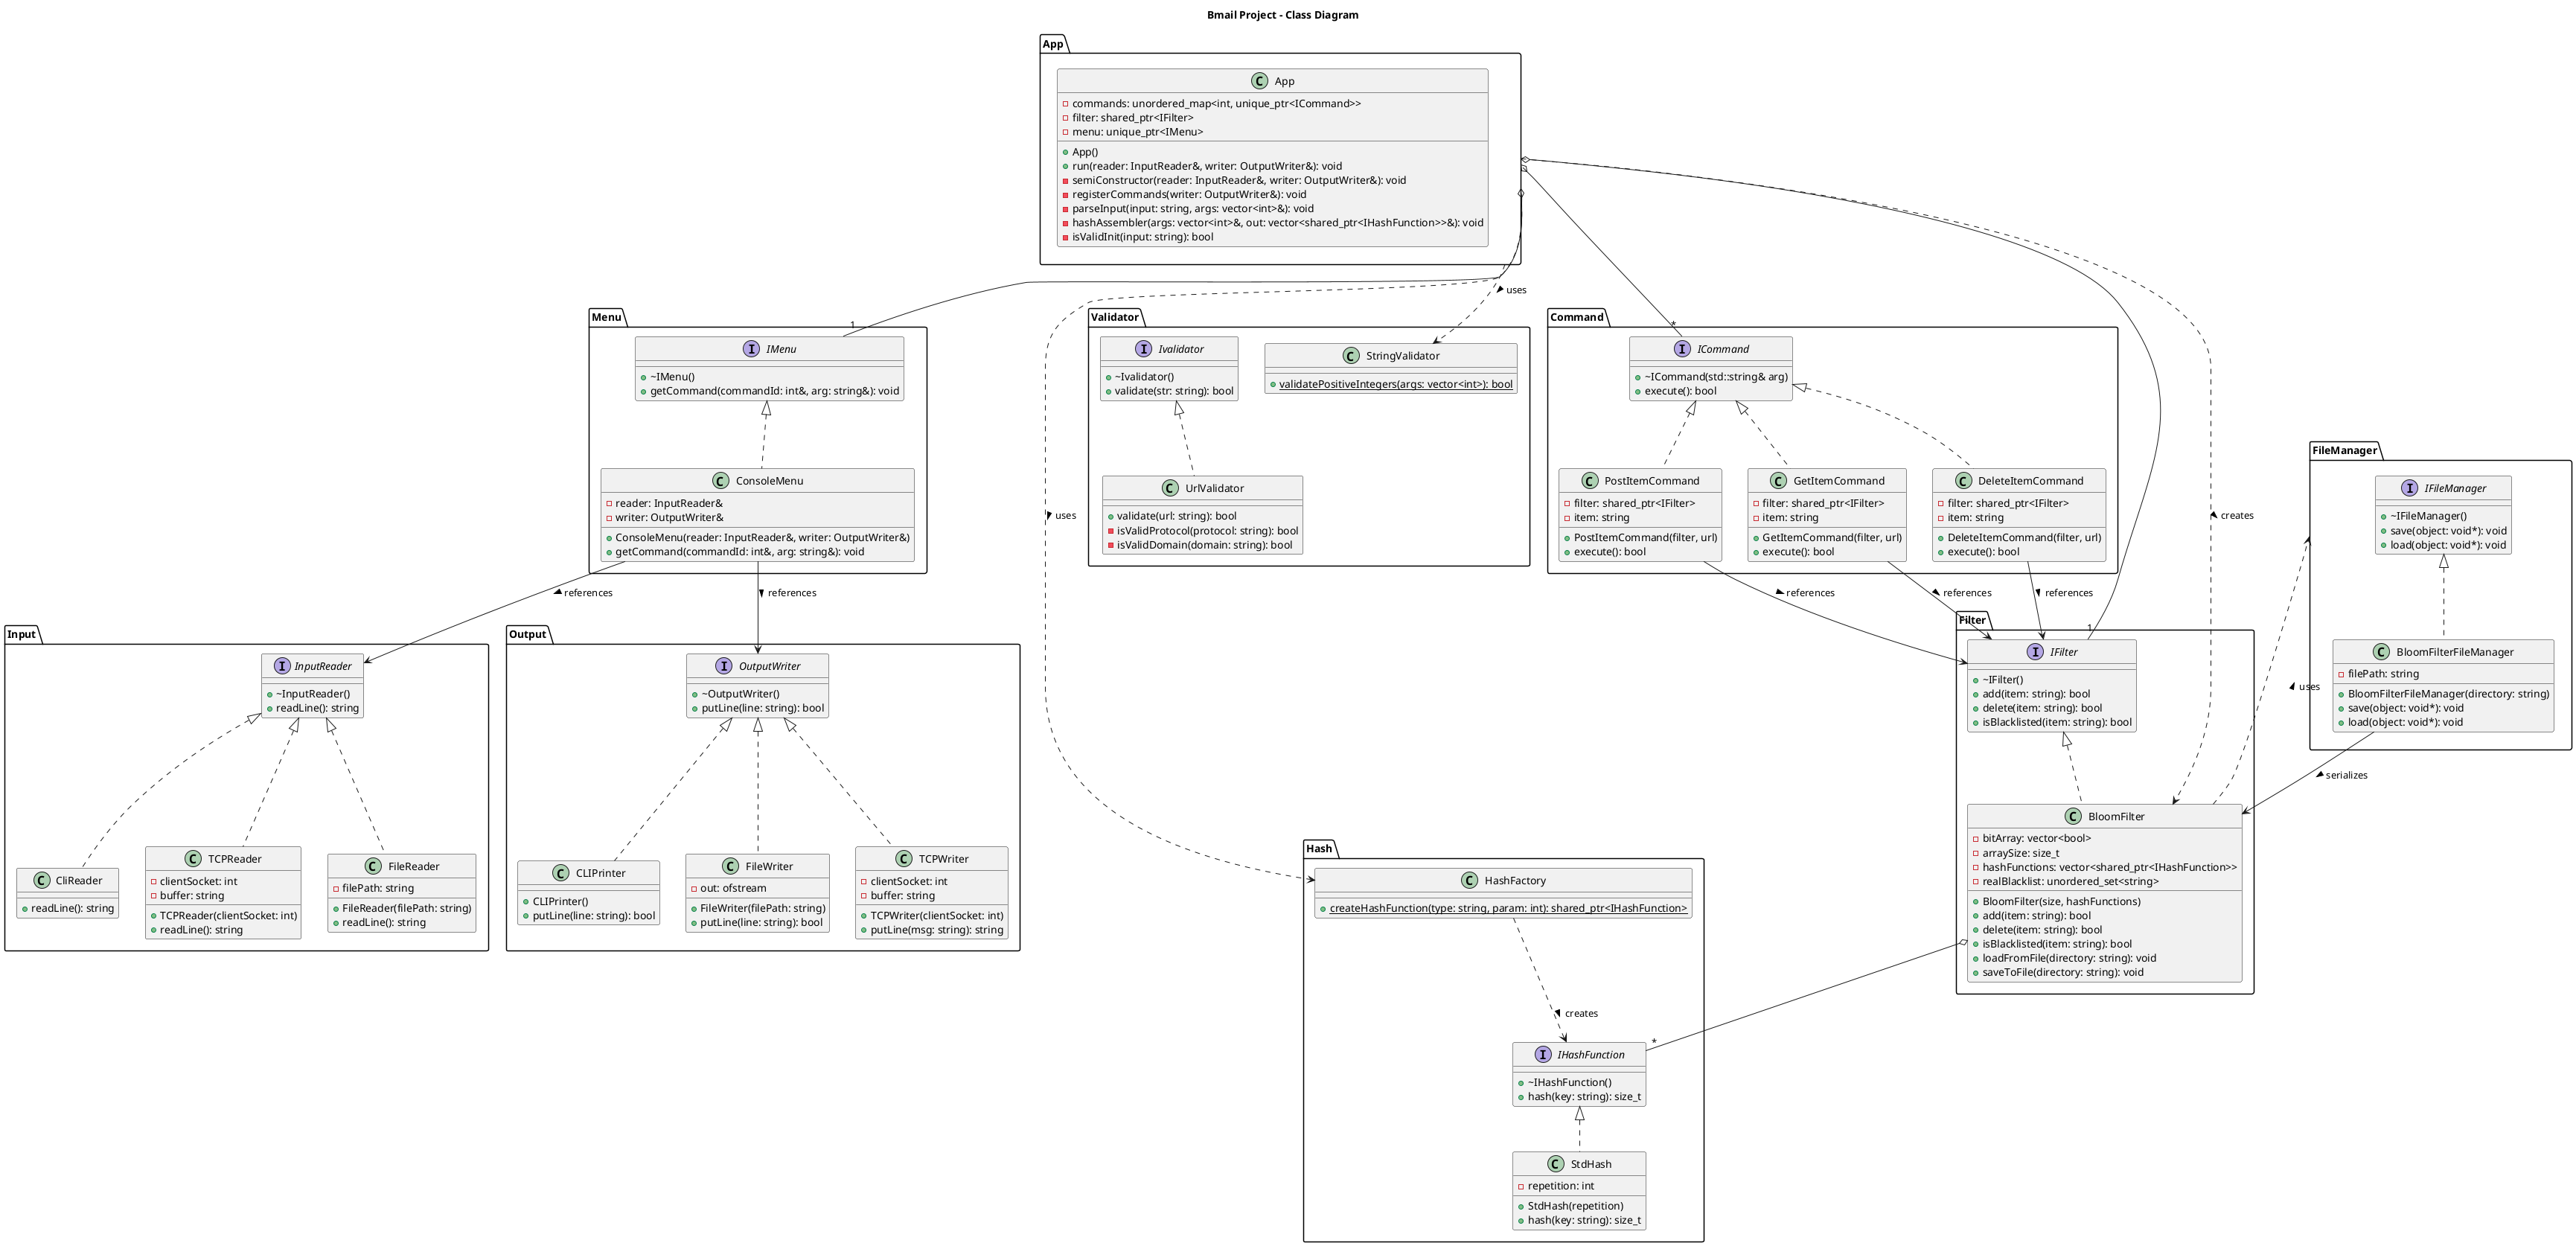 Bmail Project - Class Diagram
App
C App
commands: unordered_map<int, unique_ptr<ICommand>>
filter: shared_ptr<IFilter>
menu: unique_ptr<IMenu>
App()
run(reader: InputReader&, writer: OutputWriter&): void
semiConstructor(reader: InputReader&, writer: OutputWriter&): void
registerCommands(writer: OutputWriter&): void
parseInput(input: string, args: vector<int>&): void
hashAssembler(args: vector<int>&, out: vector<shared_ptr<IHashFunction>>&): void
isValidInit(input: string): bool
uses
uses
creates
1
*
1
Menu
I IMenu
~IMenu()
getCommand(commandId: int&, arg: string&): void
C ConsoleMenu
reader: InputReader&
writer: OutputWriter&
ConsoleMenu(reader: InputReader&, writer: OutputWriter&)
getCommand(commandId: int&, arg: string&): void
references
references
Validator
I Ivalidator
~Ivalidator()
validate(str: string): bool
C StringValidator
validatePositiveIntegers(args: vector<int>): bool
C UrlValidator
validate(url: string): bool
isValidProtocol(protocol: string): bool
isValidDomain(domain: string): bool
Command
I ICommand
~ICommand(std::string& arg)
execute(): bool
C PostItemCommand
filter: shared_ptr<IFilter>
item: string
PostItemCommand(filter, url)
execute(): bool
C GetItemCommand
filter: shared_ptr<IFilter>
item: string
GetItemCommand(filter, url)
execute(): bool
C DeleteItemCommand
filter: shared_ptr<IFilter>
item: string
DeleteItemCommand(filter, url)
execute(): bool
references
references
references
FileManager
I IFileManager
~IFileManager()
save(object: void*): void
load(object: void*): void
C BloomFilterFileManager
filePath: string
BloomFilterFileManager(directory: string)
save(object: void*): void
load(object: void*): void
uses
serializes
Input
I InputReader
~InputReader()
readLine(): string
C CliReader
readLine(): string
C TCPReader
clientSocket: int
buffer: string
TCPReader(clientSocket: int)
readLine(): string
C FileReader
filePath: string
FileReader(filePath: string)
readLine(): string
Output
I OutputWriter
~OutputWriter()
putLine(line: string): bool
C CLIPrinter
CLIPrinter()
putLine(line: string): bool
C FileWriter
out: ofstream
FileWriter(filePath: string)
putLine(line: string): bool
C TCPWriter
clientSocket: int
buffer: string
TCPWriter(clientSocket: int)
putLine(msg: string): string
Filter
I IFilter
~IFilter()
add(item: string): bool
delete(item: string): bool
isBlacklisted(item: string): bool
C BloomFilter
bitArray: vector<bool>
arraySize: size_t
hashFunctions: vector<shared_ptr<IHashFunction>>
realBlacklist: unordered_set<string>
BloomFilter(size, hashFunctions)
add(item: string): bool
delete(item: string): bool
isBlacklisted(item: string): bool
loadFromFile(directory: string): void
saveToFile(directory: string): void
Hash
C HashFactory
createHashFunction(type: string, param: int): shared_ptr<IHashFunction>
creates
*
I IHashFunction
~IHashFunction()
hash(key: string): size_t
C StdHash
repetition: int
StdHash(repetition)
hash(key: string): size_t